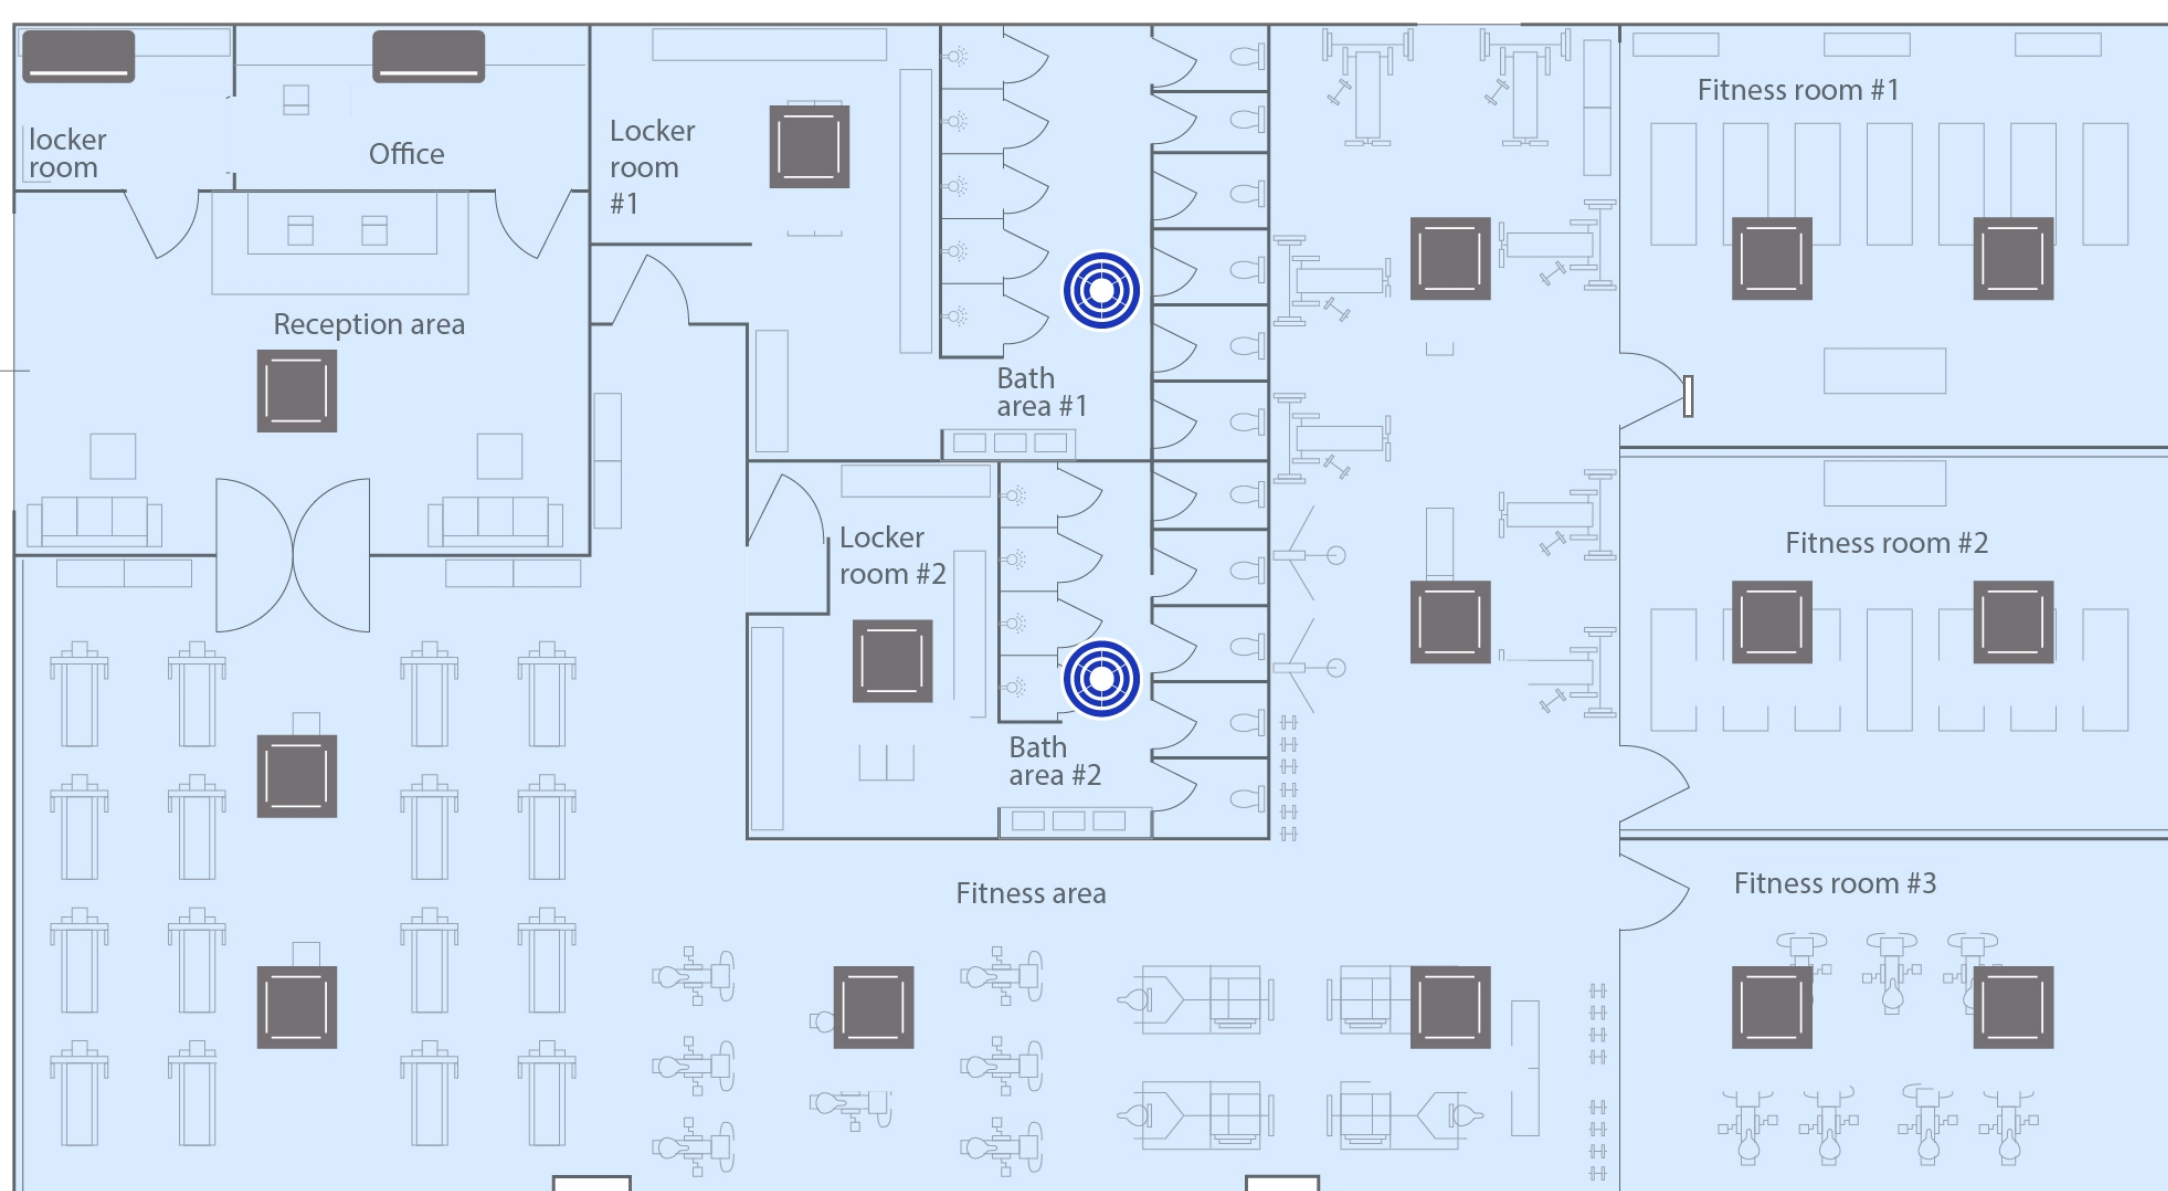 locker
room
Office
Locker
room
#1
Fitness room #1
Reception area
Bath
area #1
Locker
room #2
Fitness room #2
Bath
area #2
Fitness area
Fitness room #3